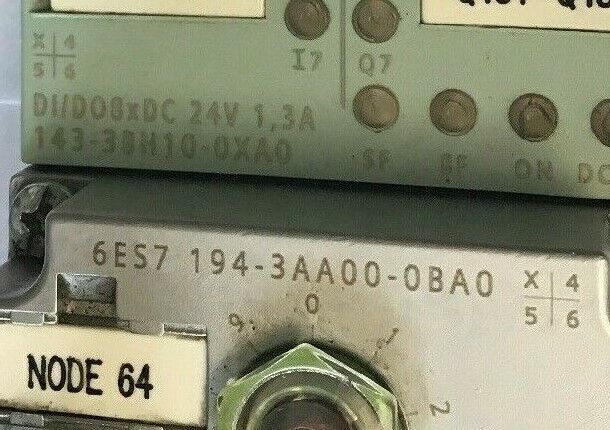 I7 Q7
X 4
5 6
DI/DO8xDC 24V 1,3A
143-3BH10-0XA0
SF BF ON DC
6ES7 194-3AA00-0BA0
X 4
5 6
0
9
1
2
NODE 64